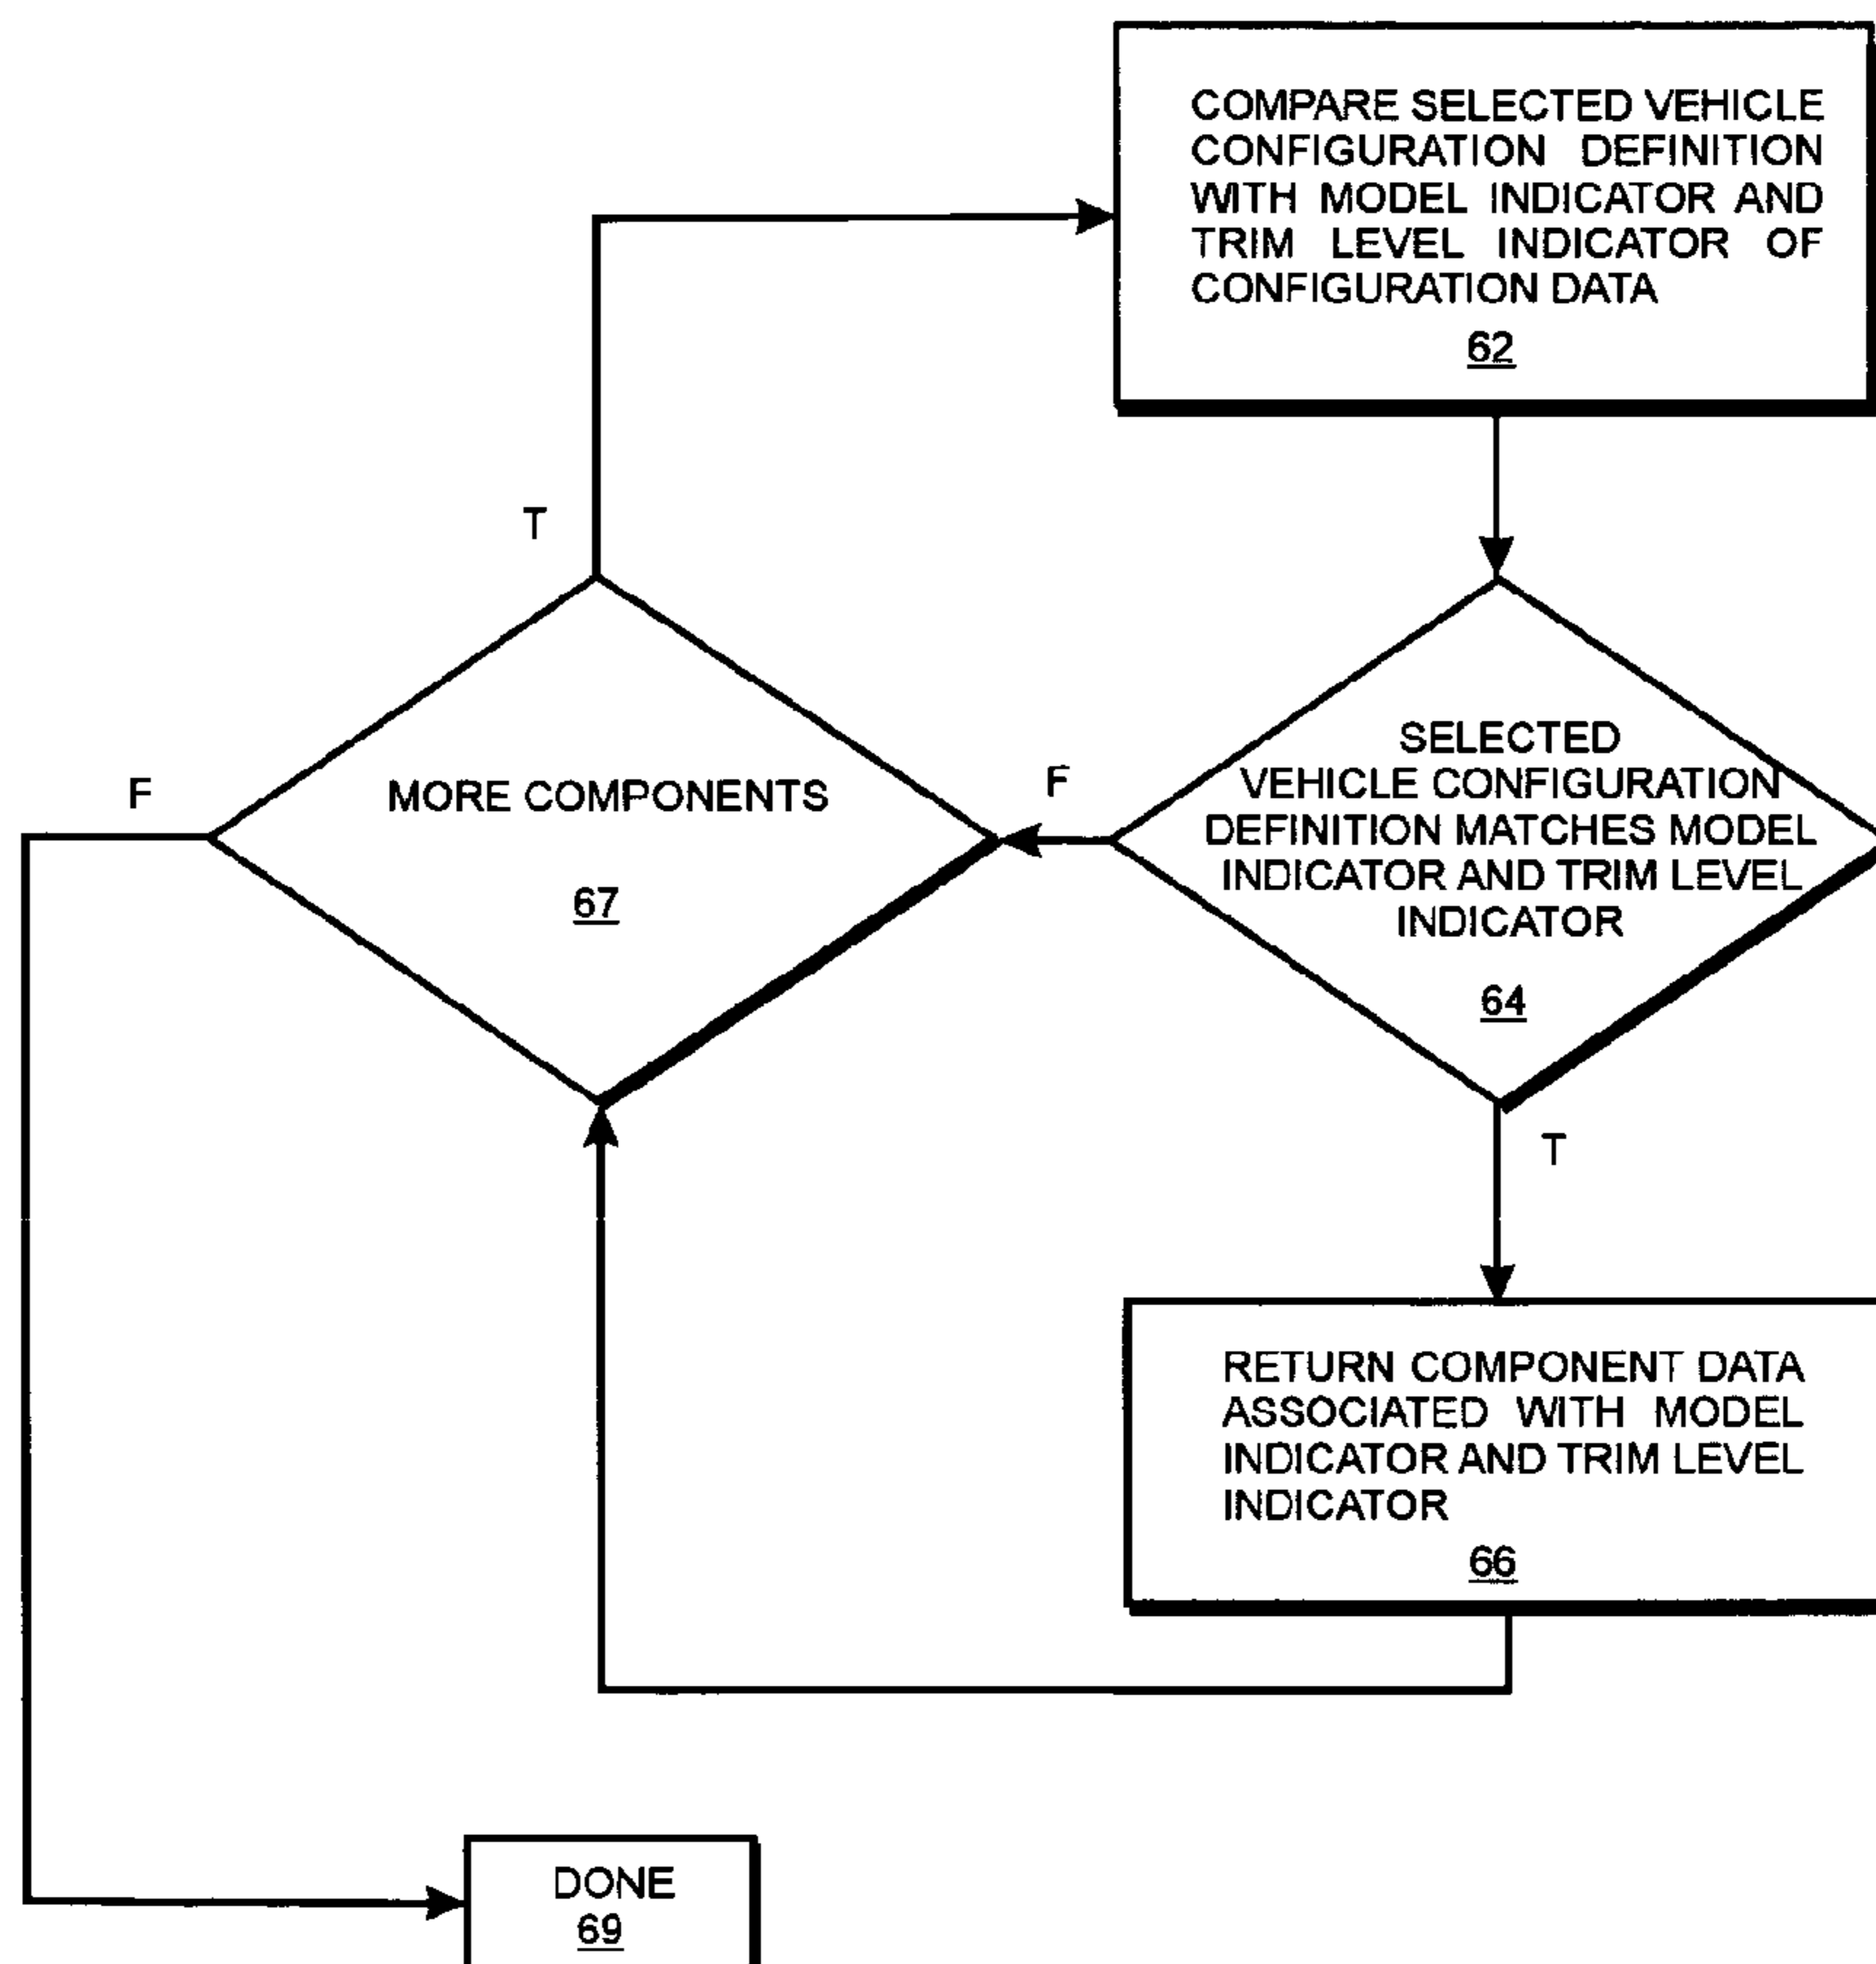 COMPARE SELECTED VEHICLE
CONFIGURATION DEFINITION
WITH MODEL INDICATOR AND
TRIM LEVEL INDICATOR OF
CONFIGURATION DATA
62
T
F
MORE COMPONENTS
67
F
SELECTED
VEHICLE CONFIGURATION
DEFINITION MATCHES MODEL
INDICATOR AND TRIM LEVEL
INDICATOR
64
T
RETURN COMPONENT DATA
ASSOCIATED WITH MODEL
INDICATOR AND TRIM LEVEL
INDICATOR
66
DONE
69